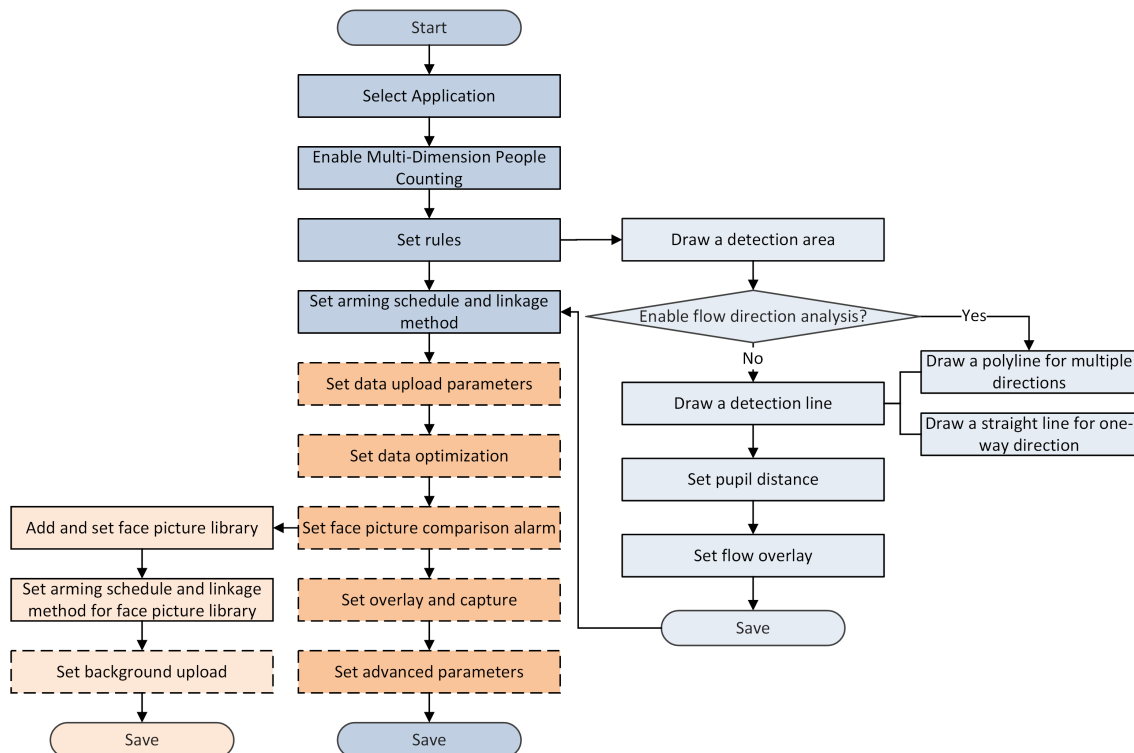 Start
Select Application
Enable Multi-Dimension People
Counting
Set rules
Draw a detection area
Set arming schedule and linkage
method
Enable flow direction analysis?
Yes
No
Draw a polyline for multiple
directions
Set data upload parameters
Draw a detection line
Draw a straight line for one-
way direction
Set data optimization
Set pupil distance
Add and set face picture library
Set face picture comparison alarm
Set flow overlay
Set arming schedule and linkage
method for face picture library
Set overlay and capture
Save
Set background upload
Set advanced parameters
Save
Save